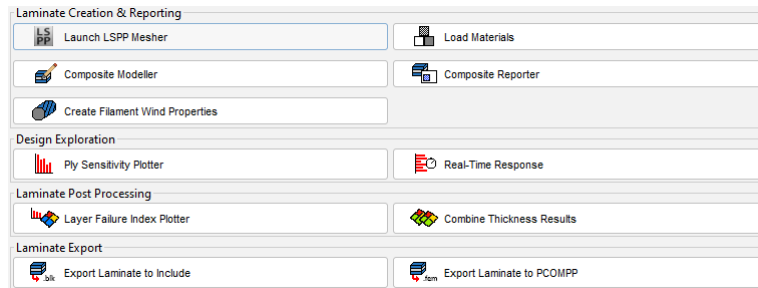 Laminate Creation & Reporting
LS PP Launch LSPP Mesher
Load Materials
Composite Modeller
Composite Reporter
Create Filament Wind Properties
Design Exploration
Ply Sensitivity Plotter
Real-Time Response
Laminate Post Processing
Layer Failure Index Plotter
Combine Thickness Results
Laminate Export
.blk Export Laminate to Include
.fem Export Laminate to PCOMPP